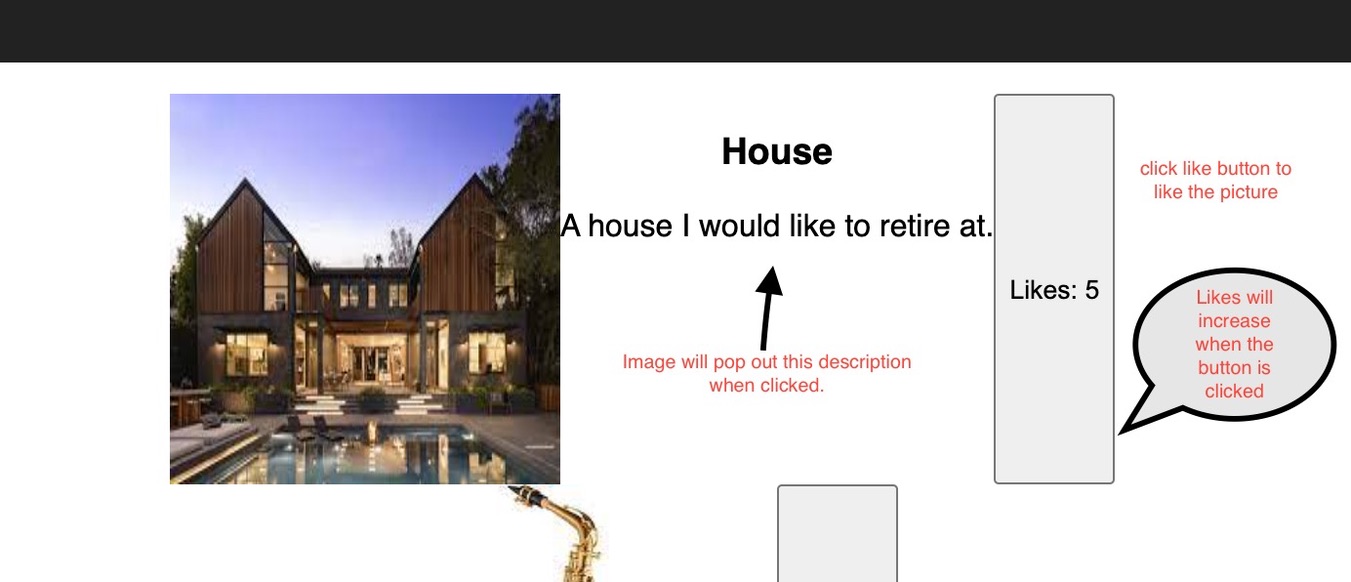 House
A house I would like to retire at.
Image will pop out this description
when clicked.
Likes: 5
click like button to
like the picture
Likes will
increase
when the
button is
clicked